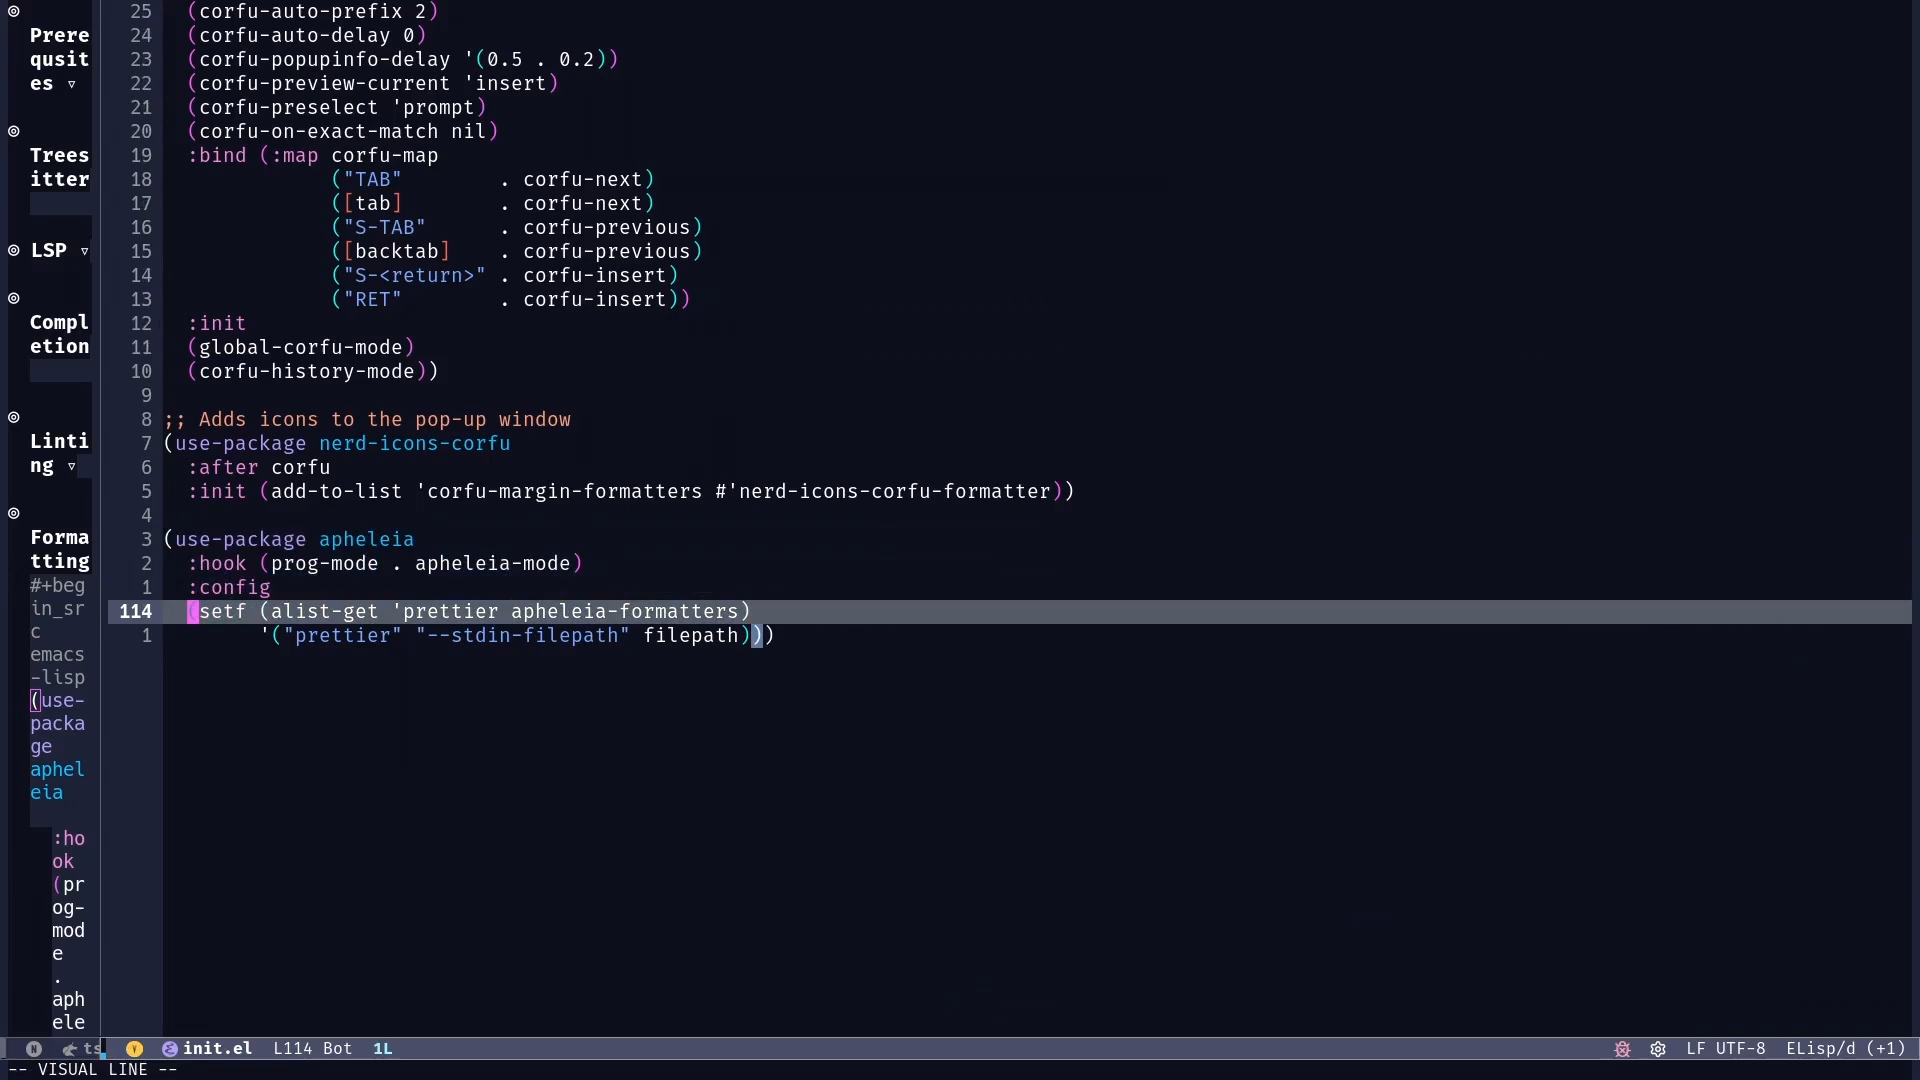 Prere
qusit
es ▿
Trees
itter
LSP ▿
Compl
etion
Linti
ng ▿
Forma
tting
#+beg
in_sr
c
emacs
-lisp
(use-
packa
ge
aphel
eia
:ho
ok
(pr
og-
mod
e
.
aph
ele
25 (corfu-auto-prefix 2)
24 (corfu-auto-delay 0)
23 (corfu-popupinfo-delay '(0.5 . 0.2))
22 (corfu-preview-current 'insert)
21 (corfu-preselect 'prompt)
20 (corfu-on-exact-match nil)
19 :bind (:map corfu-map
18 ("TAB" . corfu-next)
17 ([tab] . corfu-next)
16 ("S-TAB" . corfu-previous)
15 ([backtab] . corfu-previous)
14 ("S-<return>" . corfu-insert)
13 ("RET" . corfu-insert))
12 :init
11 (global-corfu-mode)
10 (corfu-history-mode))
9
8 ;; Adds icons to the pop-up window
7 (use-package nerd-icons-corfu
6 :after corfu
5 :init (add-to-list 'corfu-margin-formatters #'nerd-icons-corfu-formatter))
4
3 (use-package apheleia
2 :hook (prog-mode . apheleia-mode)
1 :config
114 (setf (alist-get 'prettier apheleia-formatters)
1 '("prettier" "--stdin-filepath" filepath)))
N ts V init.el L114 Bot 1L LF UTF-8 ELisp/d (+1)
-- VISUAL LINE --